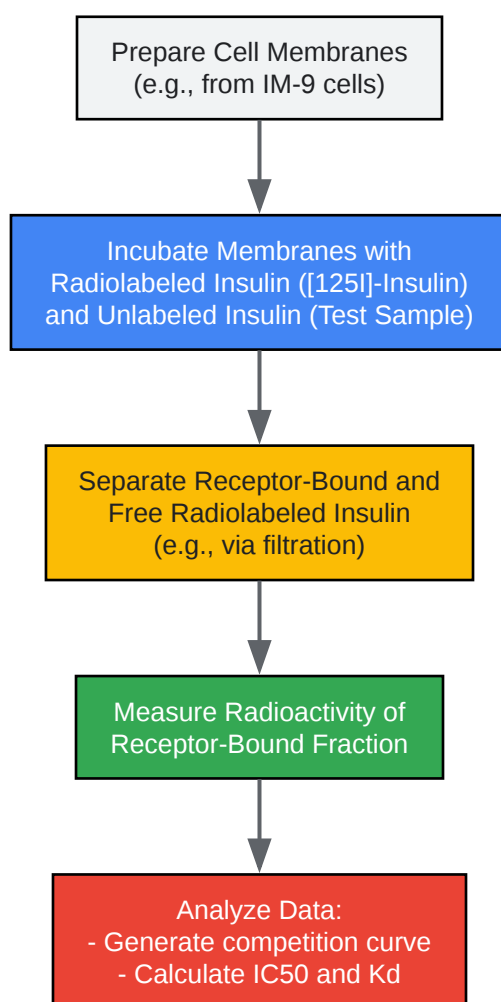 Prepare Cell Membranes
(e.g., from IM-9 cells)
Incubate Membranes with
Radiolabeled Insulin ([125I]-Insulin)
and Unlabeled Insulin (Test Sample)
Separate Receptor-Bound and
Free Radiolabeled Insulin
(e.g., via filtration)
Measure Radioactivity of
Receptor-Bound Fraction
Analyze Data:
- Generate competition curve
- Calculate IC50 and Kd